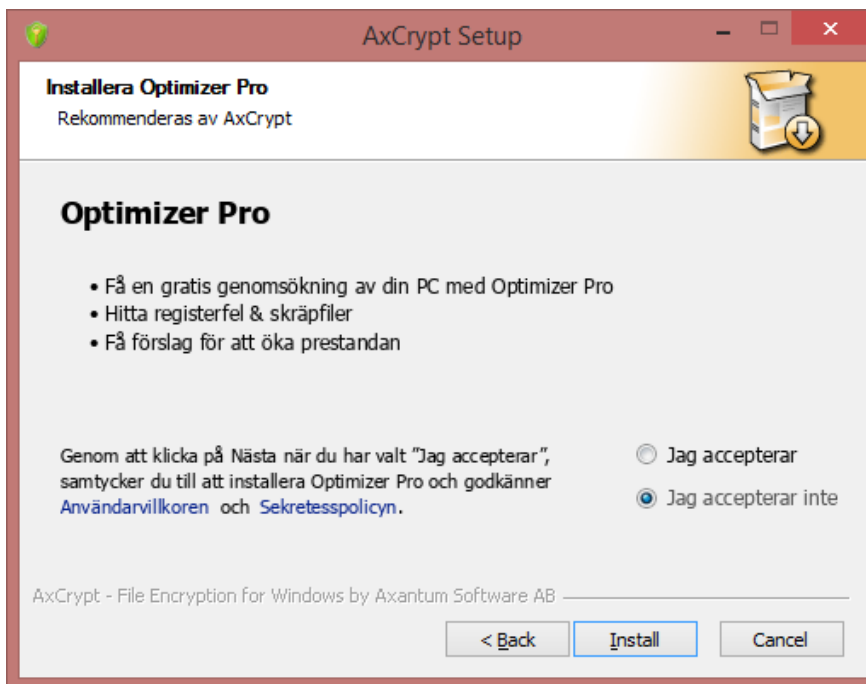 AxCrypt Setup
Installera Optimizer Pro
Rekommenderas av AxCrypt
Optimizer Pro
• Få en gratis genomsökning av din PC med Optimizer Pro
• Hitta registerfel & skräpfiler
• Få förslag för att öka prestandan
Genom att klicka på Nästa när du har valt ”Jag accepterar”,
samtycker du till att installera Optimizer Pro och godkänner
Användarvillkoren och Sekretesspolicyn.
Jag accepterar
Jag accepterar inte
AxCrypt - File Encryption for Windows by Axantum Software AB
< Back
Install
Cancel